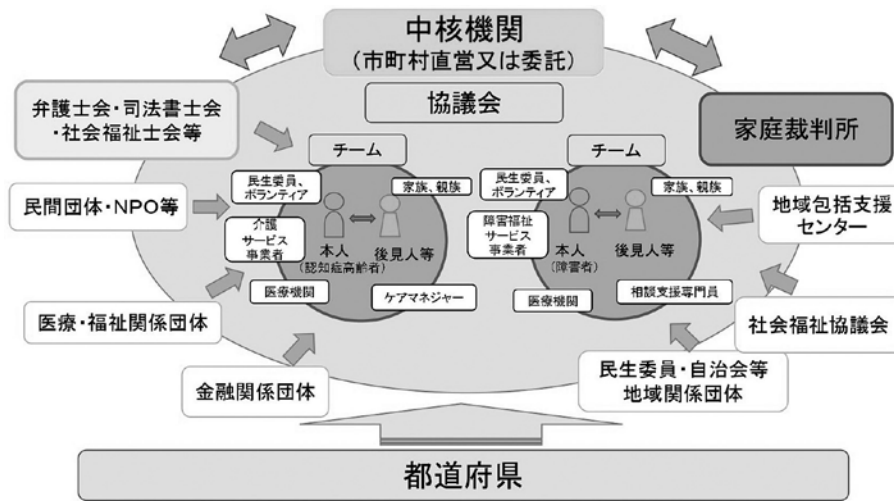 中核機関
(市町村直営又は委託)
協議会
弁護士会・司法書士会
・社会福祉士会等
家庭裁判所
チーム
民生委員、
ボランティア
家族、親族
介護
サービス
事業者
本人
(認知症高齢者)
後見人等
医療機関
ケアマネジャー
チーム
民生委員、
ボランティア
家族、親族
障害福祉
サービス
事業者
本人
(障害者)
後見人等
医療機関
相談支援専門員
民間団体・NPO等
地域包括支援
センター
医療・福祉関係団体
社会福祉協議会
金融関係団体
民生委員・自治会等
地域関係団体
都道府県